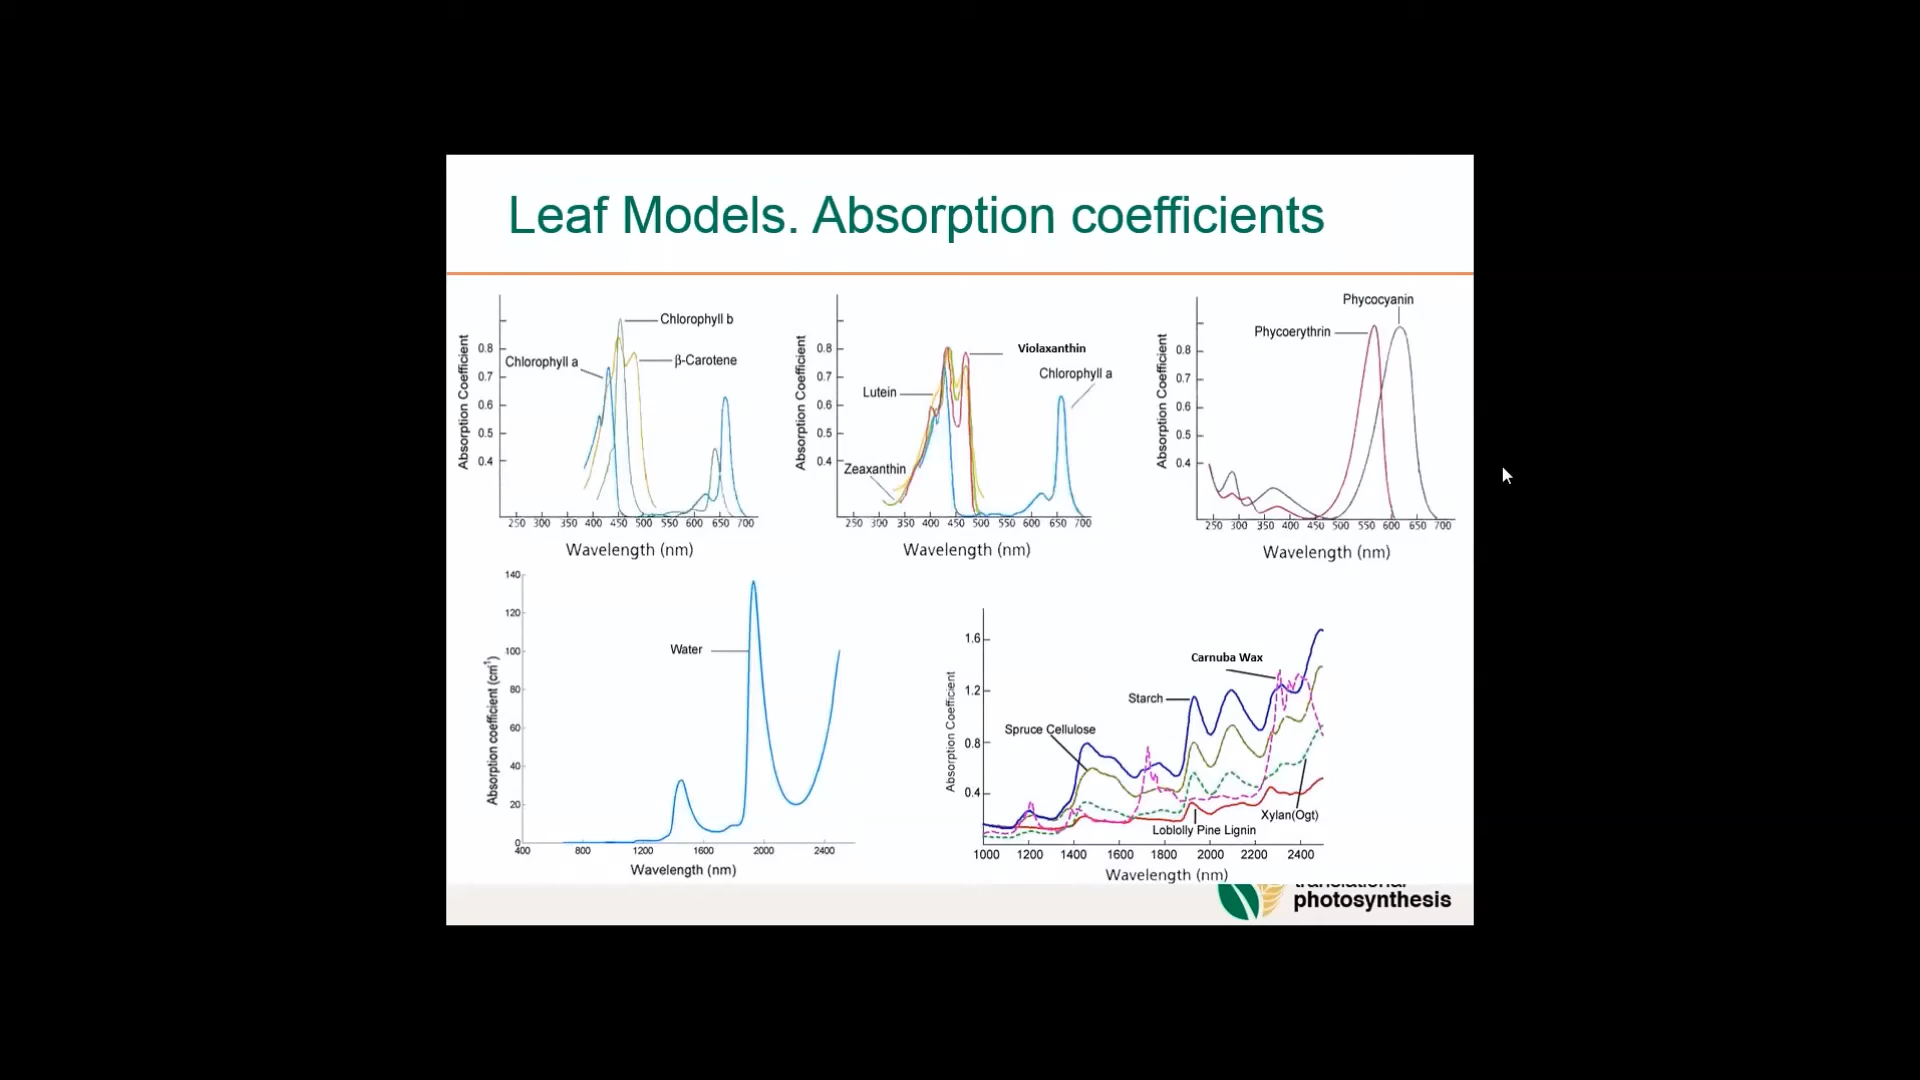 Leaf Models. Absorption coefficients
Absorption Coefficient
0.8
0.7
0.6
0.5
0.4
Chlorophyll b
Chlorophyll a
β-Carotene
250 300 350 400 450 500 550 600 650 700
Wavelength (nm)
Absorption Coefficient
0.8
0.7
0.6
0.5
0.4
Violaxanthin
Chlorophyll a
Lutein
Zeaxanthin
250 300 350 400 450 500 550 600 650 700
Wavelength (nm)
Absorption Coefficient
0.8
0.7
0.6
0.5
0.4
Phycocyanin
Phycoerythrin
250 300 350 400 450 500 550 600 650 700
Wavelength (nm)
Absorption coefficient (cm⁻¹)
140
120
100
80
60
40
20
0
Water
400 800 1200 1600 2000 2400
Wavelength (nm)
Absorption Coefficient
1.6
1.2
0.8
0.4
Carnuba Wax
Starch
Spruce Cellulose
Xylan(Ogt)
Loblolly Pine Lignin
1000 1200 1400 1600 1800 2000 2200 2400
Wavelength (nm)
translational
photosynthesis